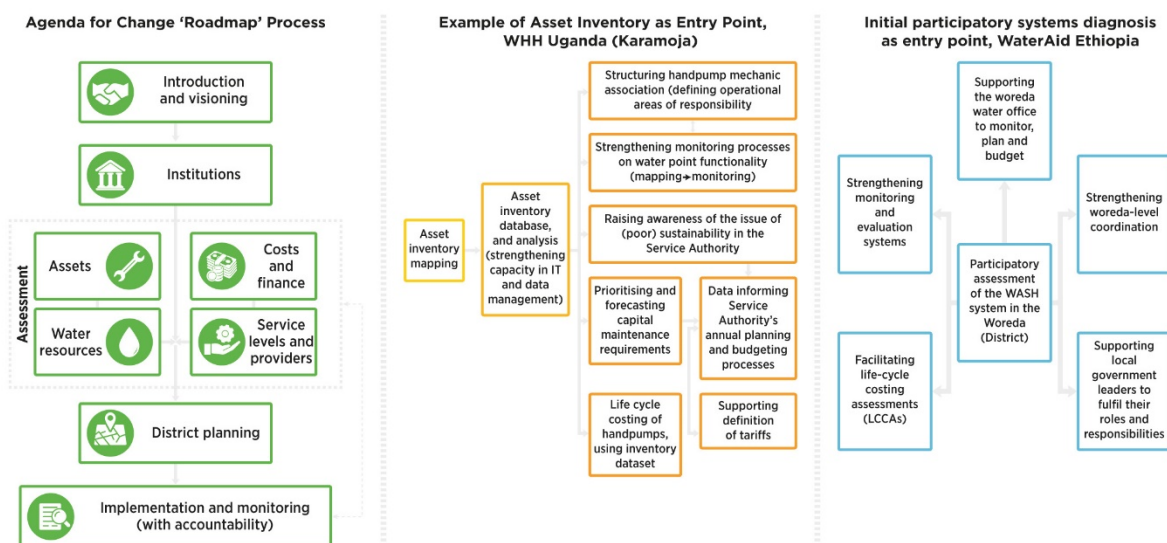 Agenda for Change ‘Roadmap’ Process
Introduction
and visioning
Institutions
Assessment
Assets
Costs and
finance
Water
resources
Service
levels and
providers
District planning
Implementation and monitoring
(with accountability)
Example of Asset Inventory as Entry Point,
WHH Uganda (Karamoja)
Asset
inventory
mapping
Asset
inventory
database,
and analysis
(strengthening
capacity in IT
and data
management)
Structuring handpump mechanic
association (defining operational
areas of responsibility
Strengthening monitoring processes
on water point functionality
(mapping→monitoring)
Raising awareness of the issue of
(poor) sustainability in the
Service Authority
Prioritising and
forecasting
capital
maintenance
requirements
Data informing
Service
Authority’s
annual planning
and budgeting
processes
Life cycle
costing of
handpumps,
using inventory
dataset
Supporting
definition
of tariffs
Initial participatory systems diagnosis
as entry point, WaterAid Ethiopia
Supporting
the woreda
water office
to monitor,
plan and
budget
Strengthening
monitoring
and
evaluation
systems
Strengthening
woreda-level
coordination
Participatory
assessment
of the WASH
system in the
Woreda
(District)
Facilitating
life-cycle
costing
assessments
(LCCAs)
Supporting
local
government
leaders to
fulfil their
roles and
responsibilities